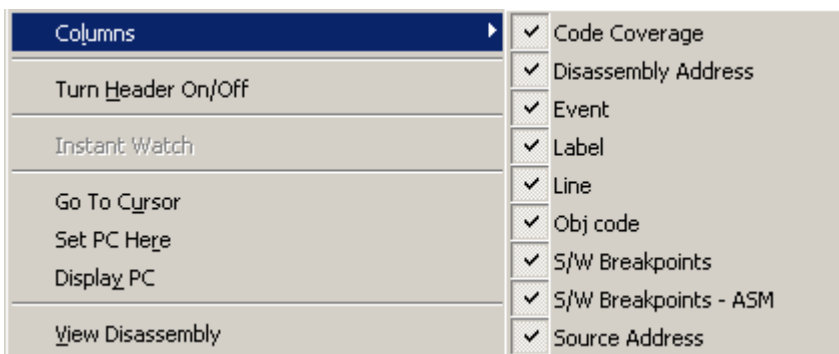 Columns
Turn Header On/Off
Instant Watch
Go To Cursor
Set PC Here
Display PC
View Disassembly
Code Coverage
Disassembly Address
Event
Label
Line
Obj code
S/W Breakpoints
S/W Breakpoints - ASM
Source Address